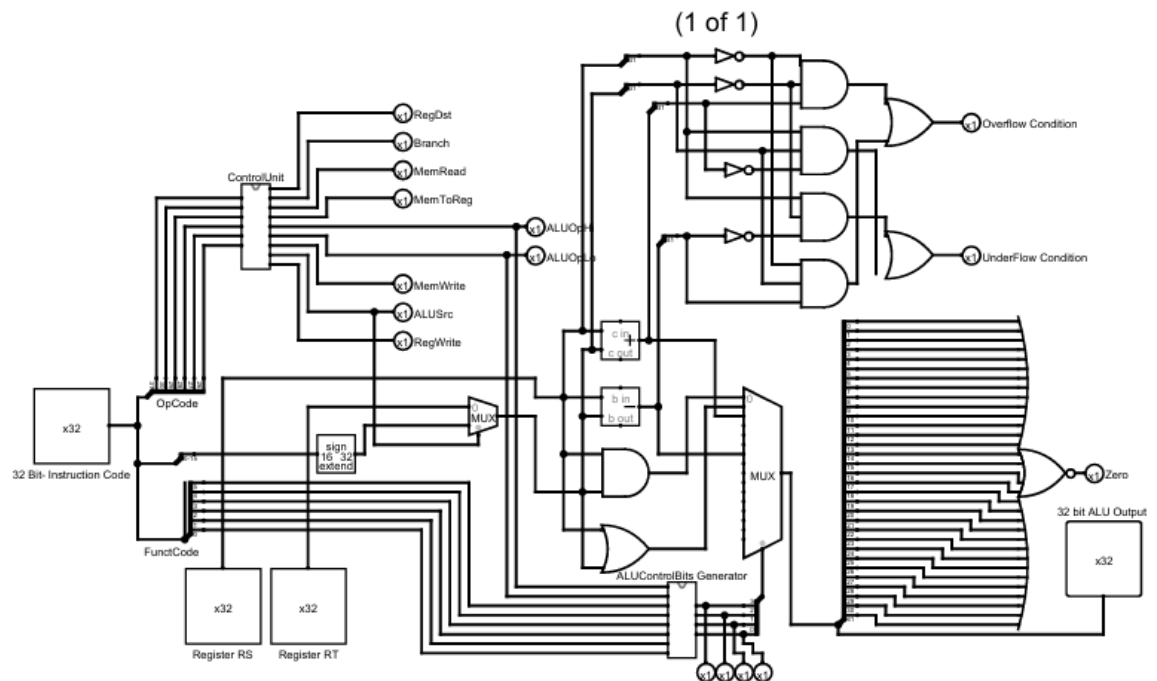 (1 of 1)
x1 RegDst
x1 Branch
x1 MemRead
x1 MemToReg
ControlUnit
x1 ALUOpH
x1 ALUOpLo
x1 MemWrite
x1 ALUSrc
x1 RegWrite
x1 Overflow Condition
x1 UnderFlow Condition
c in
+
c out
b in
b out
OpCode
x32
32 Bit- Instruction Code
sign
16 32
extend
0
MUX
0
MUX
FunctCode
x32
Register RS
x32
Register RT
ALUControlBits Generator
x1 x1 x1 x1
x1 Zero
32 bit ALU Output
x32